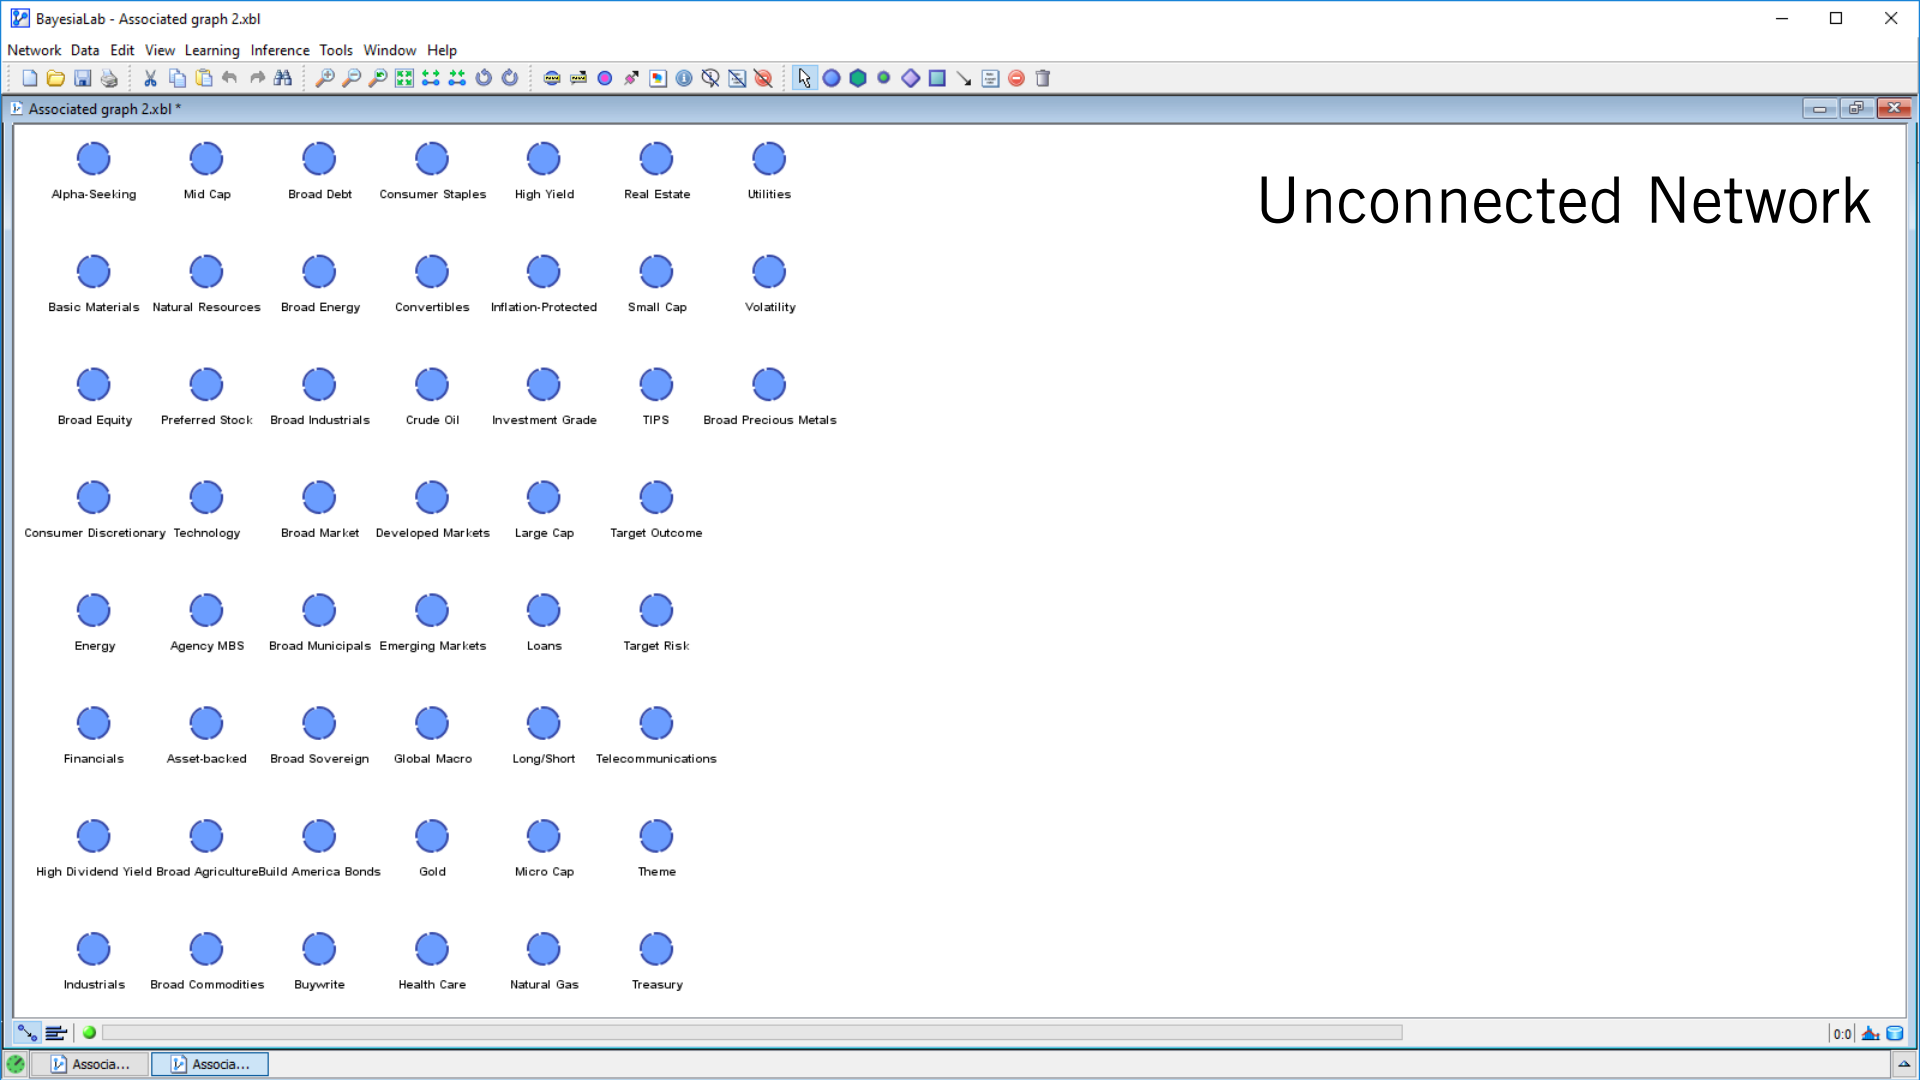 BayesiaLab - Associated graph 2.xbl
Network Data Edit View Learning Inference Tools Window Help
Associated graph 2.xbl *
Unconnected Network
Alpha-Seeking Mid Cap Broad Debt Consumer Staples High Yield Real Estate Utilities
Basic Materials Natural Resources Broad Energy Convertibles Inflation-Protected Small Cap Volatility
Broad Equity Preferred Stock Broad Industrials Crude Oil Investment Grade TIPS Broad Precious Metals
Consumer Discretionary Technology Broad Market Developed Markets Large Cap Target Outcome
Energy Agency MBS Broad Municipals Emerging Markets Loans Target Risk
Financials Asset-backed Broad Sovereign Global Macro Long/Short Telecommunications
High Dividend Yield Broad Agriculture Build America Bonds Gold Micro Cap Theme
Industrials Broad Commodities Buywrite Health Care Natural Gas Treasury
0:0
Associa... Associa...